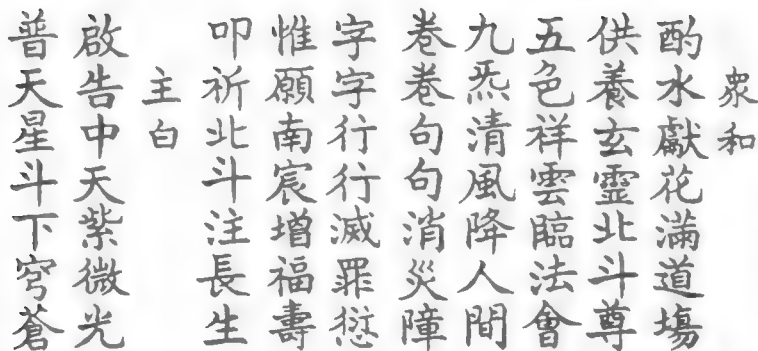 衆和
酌水獻花滿道場
供養玄靈北斗尊
五色祥雲臨法會
九炁清風降人間
卷卷句句消災障
字字行行滅罪愆
惟願南宸增福壽
叩祈北斗注長生
主白
啟告中天紫微光
普天星斗下穹蒼